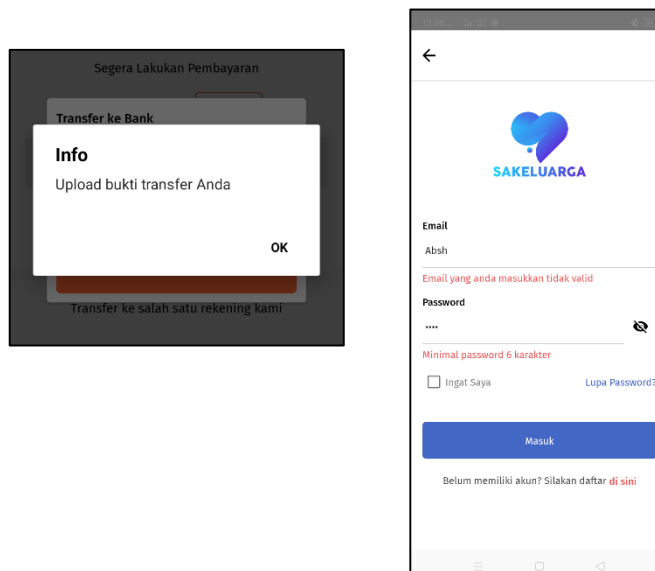 Segera Lakukan Pembayaran
Transfer ke Bank
Info
Upload bukti transfer Anda
OK
Transfer ke salah satu rekening kami
SAKELUARGA
Email
Absh
Email yang anda masukkan tidak valid
Password
••••
Minimal password 6 karakter
Ingat Saya
Lupa Password?
Masuk
Belum memiliki akun? Silakan daftar di sini